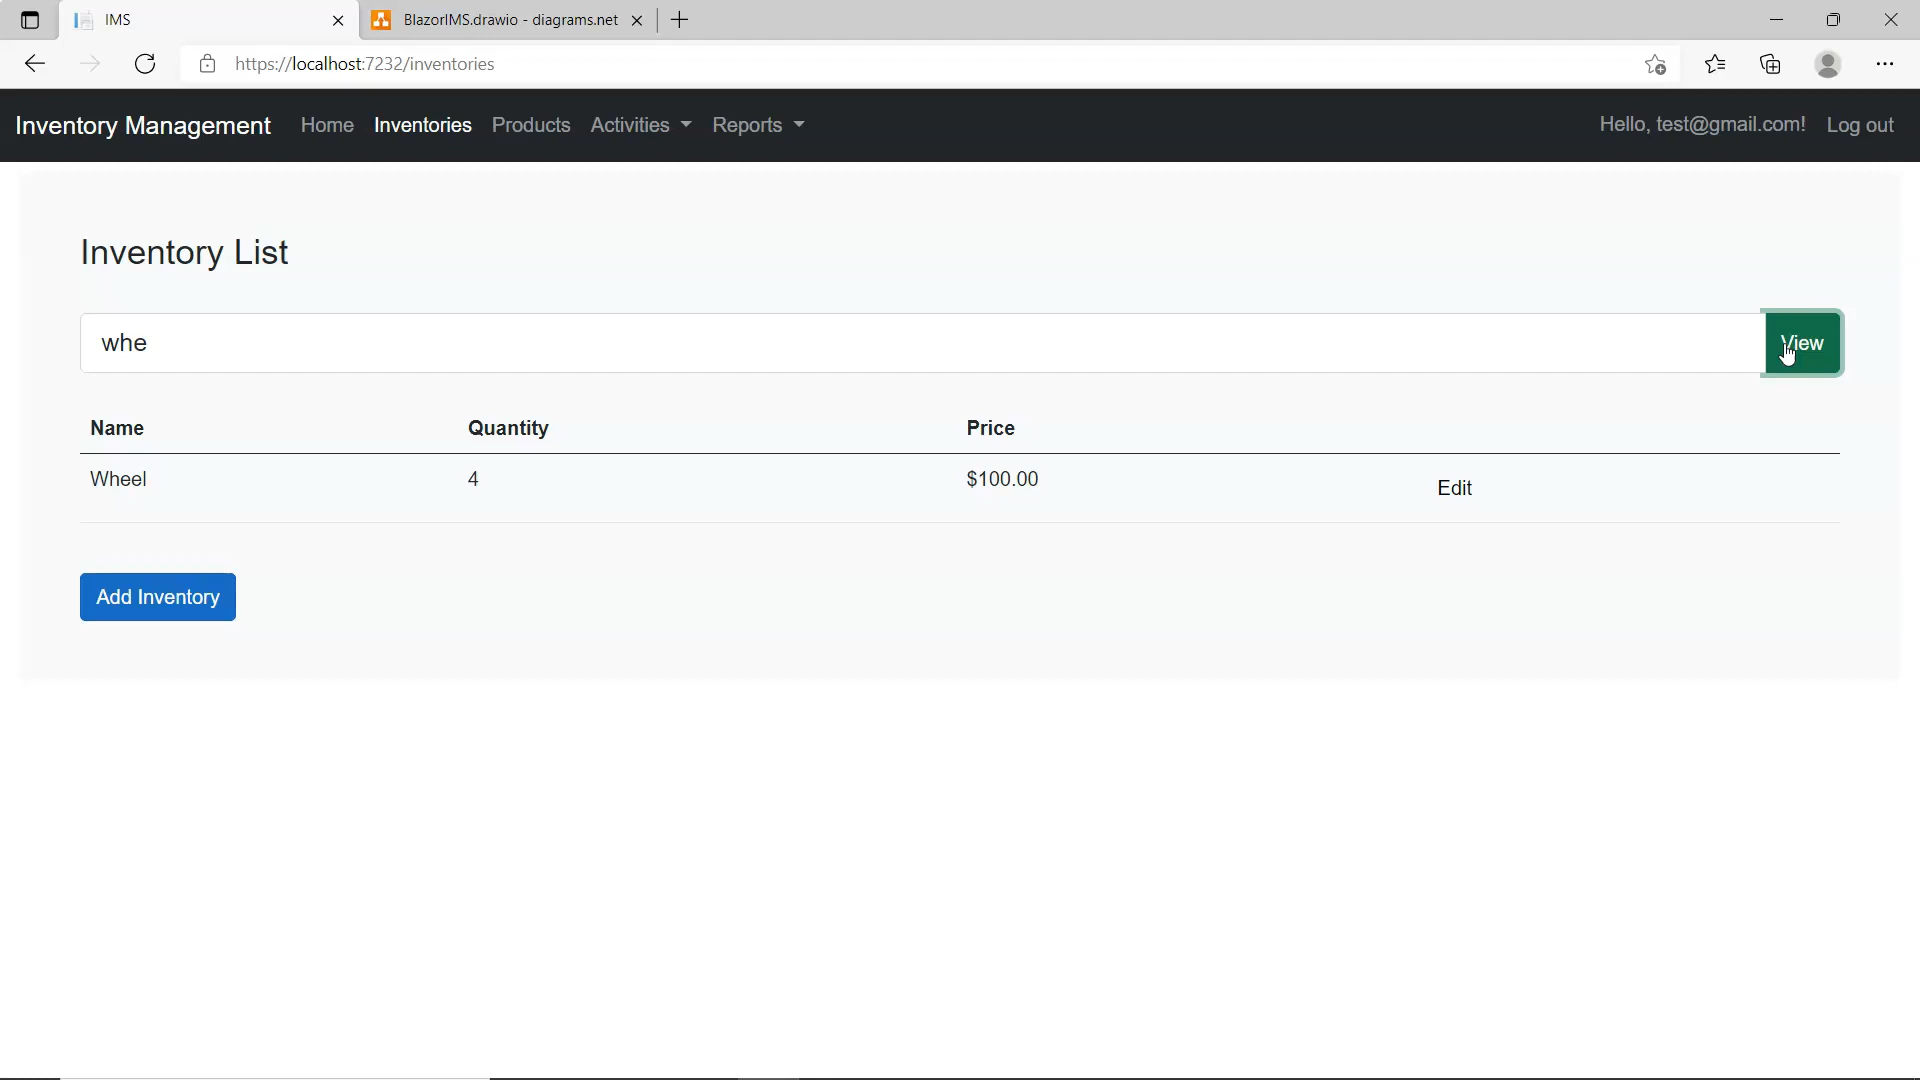 IMS
BlazorIMS.drawio - diagrams.net
https://localhost:7232/inventories
Inventory Management Home Inventories Products Activities Reports Hello, test@gmail.com! Log out
Inventory List
whe View
Name Quantity Price
Wheel 4 $100.00 Edit
Add Inventory